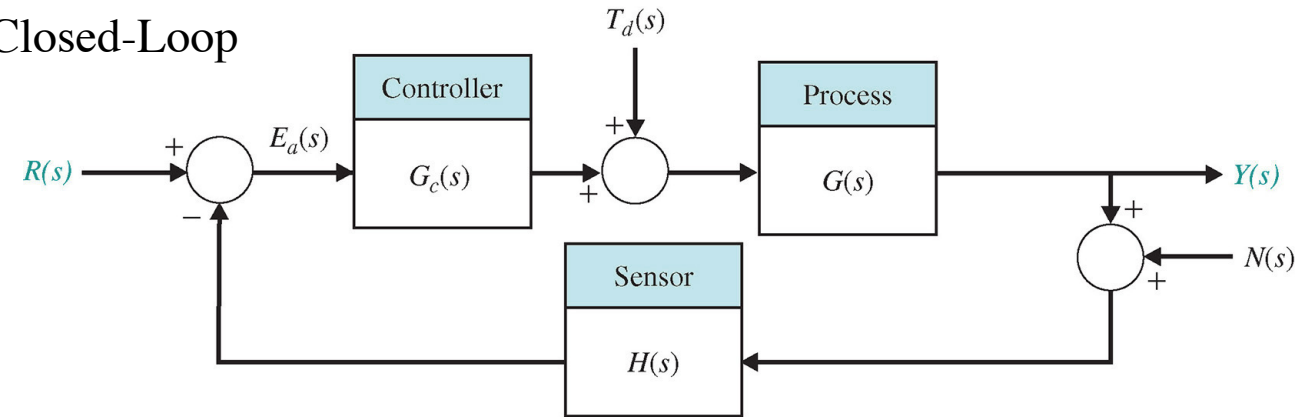 Closed-Loop
T_d(s)
Controller
Process
+
E_a(s)
+
R(s)
G_c(s)
+
G(s)
Y(s)
−
+
N(s)
+
Sensor
H(s)